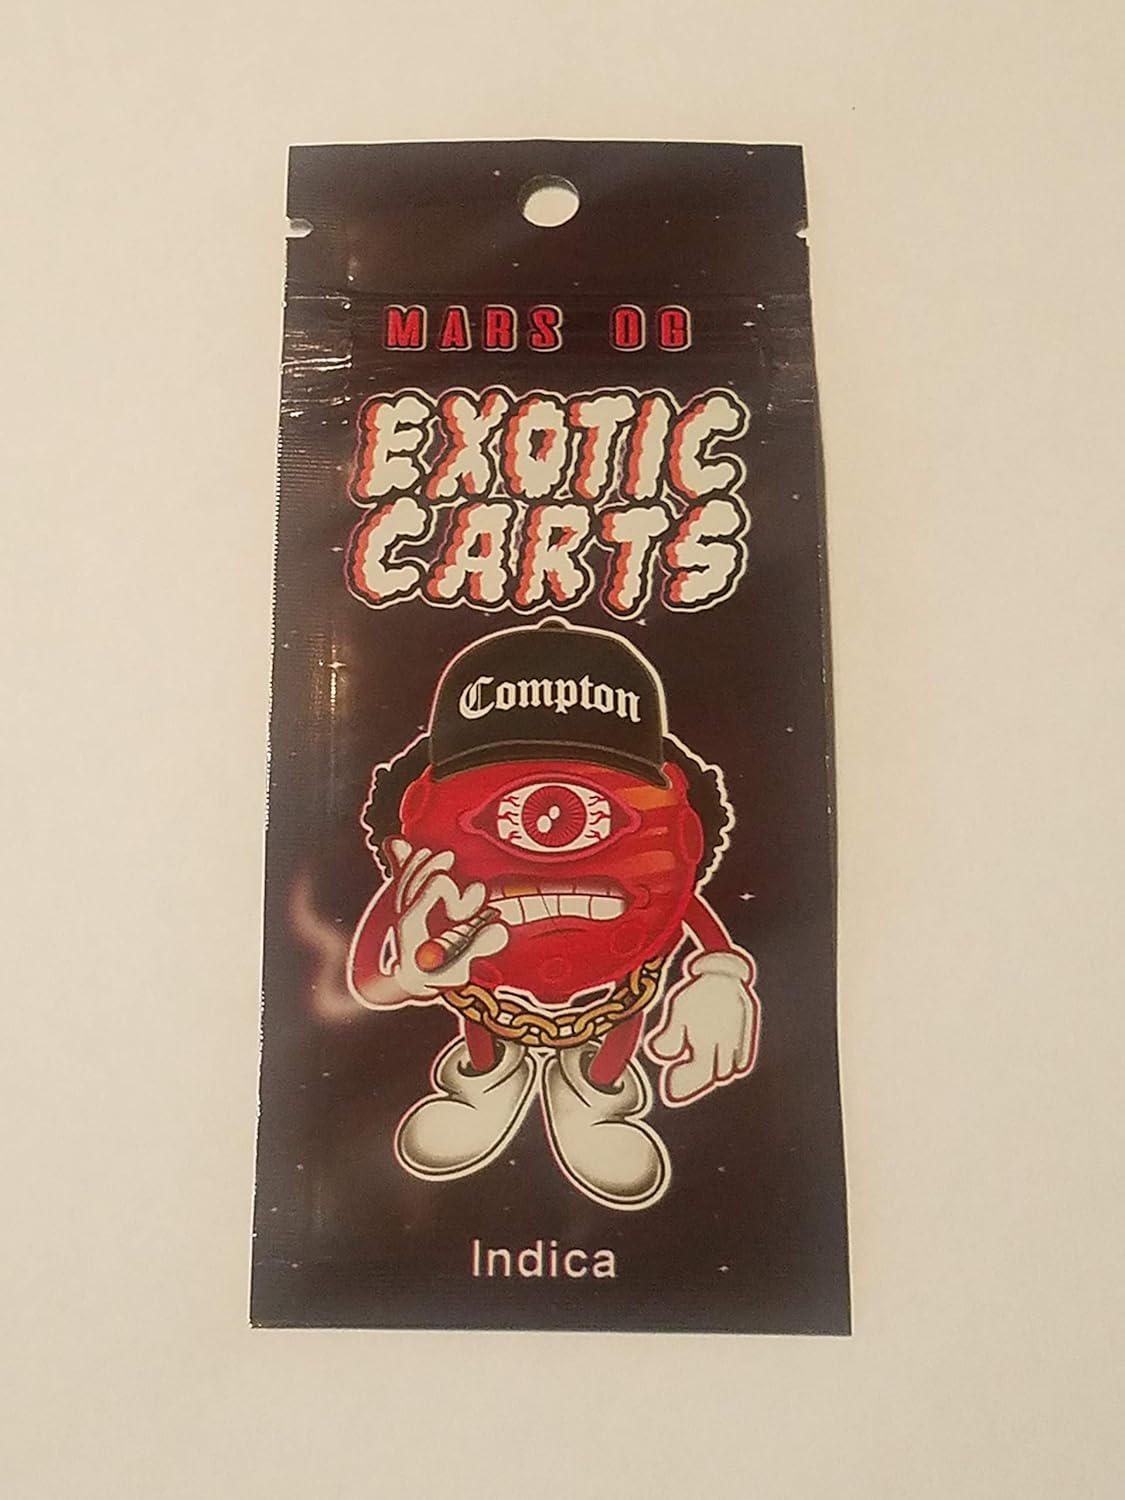 MARS OG
EXOTIC
CARTS
Compton
Indica